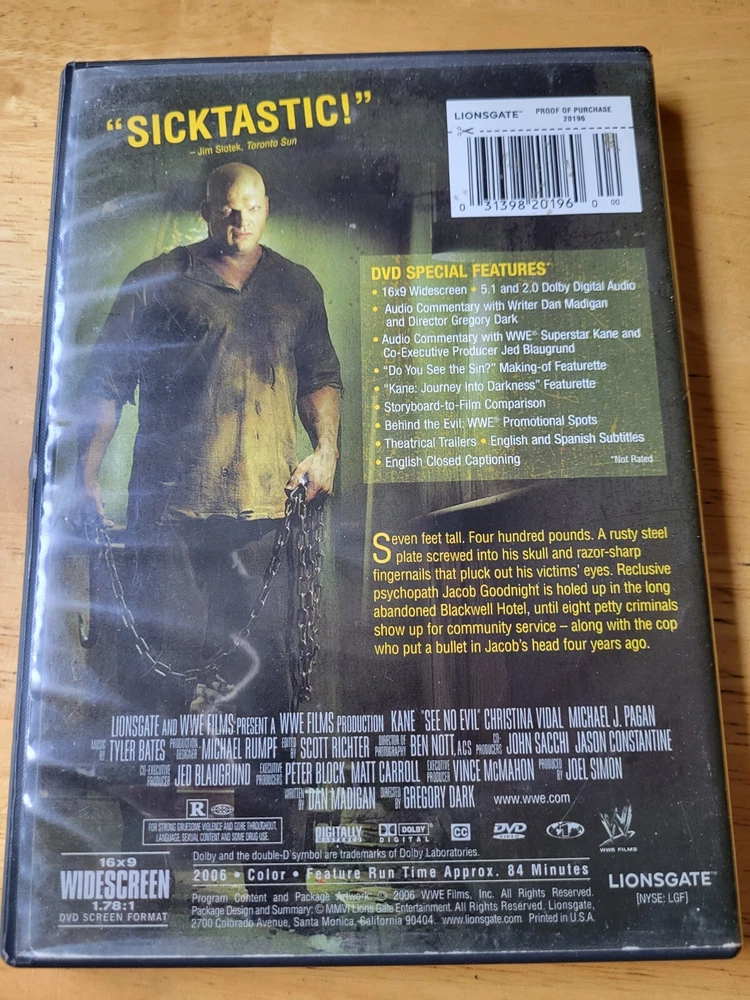 “SICKTASTIC!”
– Jim Slotek, Toronto Sun
LIONSGATE™ PROOF OF PURCHASE
20196
0 31398 20196 0 00
DVD SPECIAL FEATURES*
• 16x9 Widescreen • 5.1 and 2.0 Dolby Digital Audio
• Audio Commentary with Writer Dan Madigan
and Director Gregory Dark
• Audio Commentary with WWE® Superstar Kane and
Co-Executive Producer Jed Blaugrund
• “Do You See the Sin?” Making-of Featurette
• “Kane: Journey Into Darkness” Featurette
• Storyboard-to-Film Comparison
• Behind the Evil: WWE® Promotional Spots
• Theatrical Trailers • English and Spanish Subtitles
• English Closed Captioning *Not Rated
Seven feet tall. Four hundred pounds. A rusty steel
plate screwed into his skull and razor-sharp
fingernails that pluck out his victims’ eyes. Reclusive
psychopath Jacob Goodnight is holed up in the long
abandoned Blackwell Hotel, until eight petty criminals
show up for community service – along with the cop
who put a bullet in Jacob’s head four years ago.
LIONSGATE AND WWE FILMS PRESENT A WWE FILMS PRODUCTION KANE “SEE NO EVIL” CHRISTINA VIDAL MICHAEL J. PAGAN
MUSIC BY TYLER BATES PRODUCTION DESIGNER MICHAEL RUMPF EDITED BY SCOTT RICHTER DIRECTOR OF PHOTOGRAPHY BEN NOTT, ACS CO-PRODUCERS JOHN SACCHI JASON CONSTANTINE
CO-EXECUTIVE PRODUCER JED BLAUGRUND EXECUTIVE PRODUCERS PETER BLOCK MATT CARROLL EXECUTIVE PRODUCER VINCE MCMAHON PRODUCED BY JOEL SIMON
WRITTEN BY DAN MADIGAN DIRECTED BY GREGORY DARK www.wwe.com
R
FOR STRONG GRUESOME VIOLENCE AND GORE THROUGHOUT,
LANGUAGE, SEXUAL CONTENT AND SOME DRUG USE.
DIGITALLY
DOLBY
DIGITAL
CC
DVD
VIDEO
1
W
WWE FILMS
16x9
WIDESCREEN
1.78:1
DVD SCREEN FORMAT
Dolby and the double-D symbol are trademarks of Dolby Laboratories.
2006 • Color • Feature Run Time Approx. 84 Minutes
Program Content and Package Artwork © 2006 WWE Films, Inc. All Rights Reserved.
Package Design and Summary: © MMVI Lions Gate Entertainment. All Rights Reserved. Lionsgate,
2700 Colorado Avenue, Santa Monica, California 90404. www.lionsgate.com Printed in U.S.A.
LIONSGATE™
[NYSE: LGF]